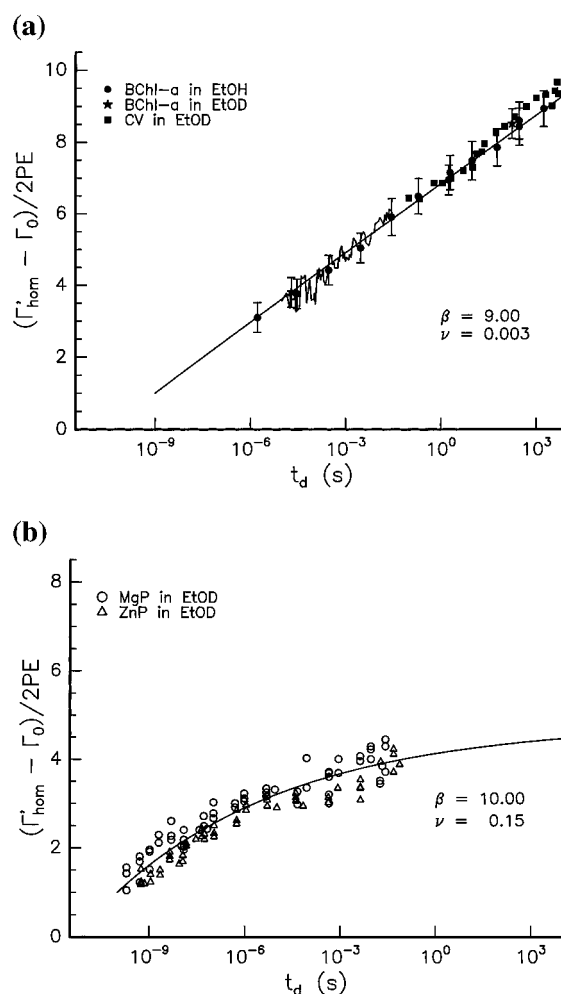 (a)
10
8
6
4
2
0
(Γ'hom − Γ0)/2PE
● BChl-a in EtOH
★ BChl-a in EtOD
■ CV in EtOD
β = 9.00
ν = 0.003
10⁻⁹ 10⁻⁶ 10⁻³ 10⁰ 10³
t_d (s)
(b)
8
6
4
2
0
(Γ'hom − Γ0)/2PE
○ MgP in EtOD
△ ZnP in EtOD
β = 10.00
ν = 0.15
10⁻⁹ 10⁻⁶ 10⁻³ 10⁰ 10³
t_d (s)